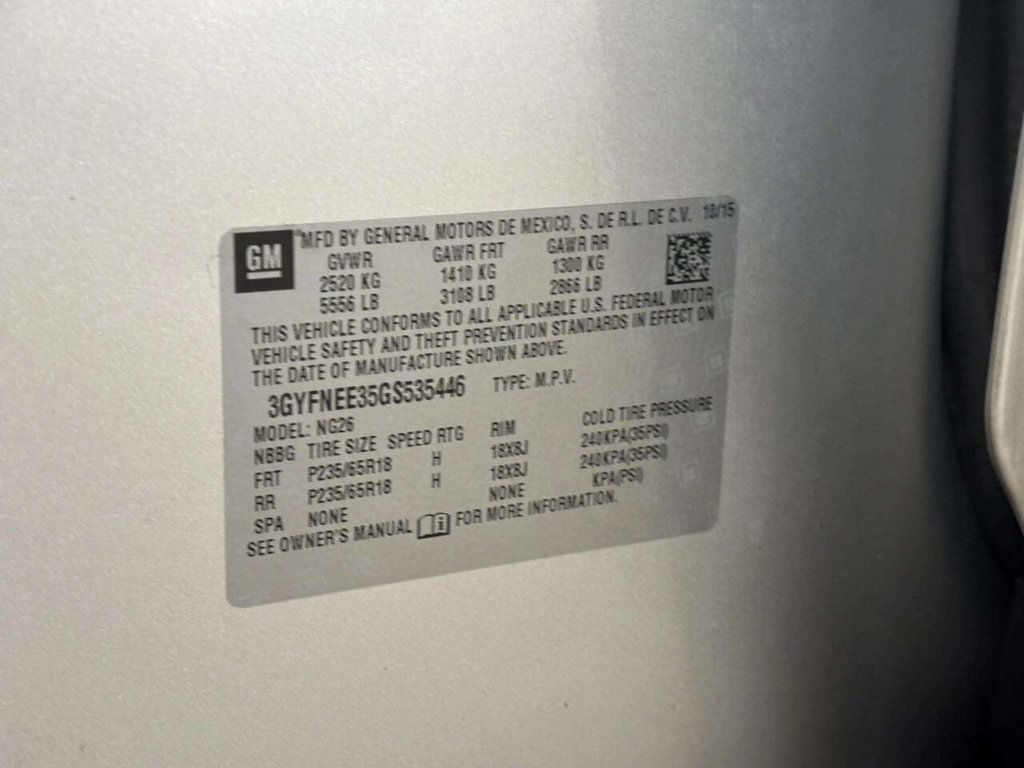 GM
®MFD BY GENERAL MOTORS DE MEXICO, S. DE R.L. DE C.V. 10/15
GVWR GAWR FRT GAWR RR
2520 KG 1410 KG 1300 KG
5556 LB 3108 LB 2866 LB
THIS VEHICLE CONFORMS TO ALL APPLICABLE U.S. FEDERAL MOTOR
VEHICLE SAFETY AND THEFT PREVENTION STANDARDS IN EFFECT ON
THE DATE OF MANUFACTURE SHOWN ABOVE.
3GYFNEE35GS535446 TYPE: M.P.V.
MODEL: NG26
NBBG TIRE SIZE SPEED RTG RIM COLD TIRE PRESSURE
FRT P235/65R18 H 18X8J 240KPA(35PSI)
RR P235/65R18 H 18X8J 240KPA(35PSI)
SPA NONE NONE KPA(PSI)
SEE OWNER'S MANUAL i FOR MORE INFORMATION.